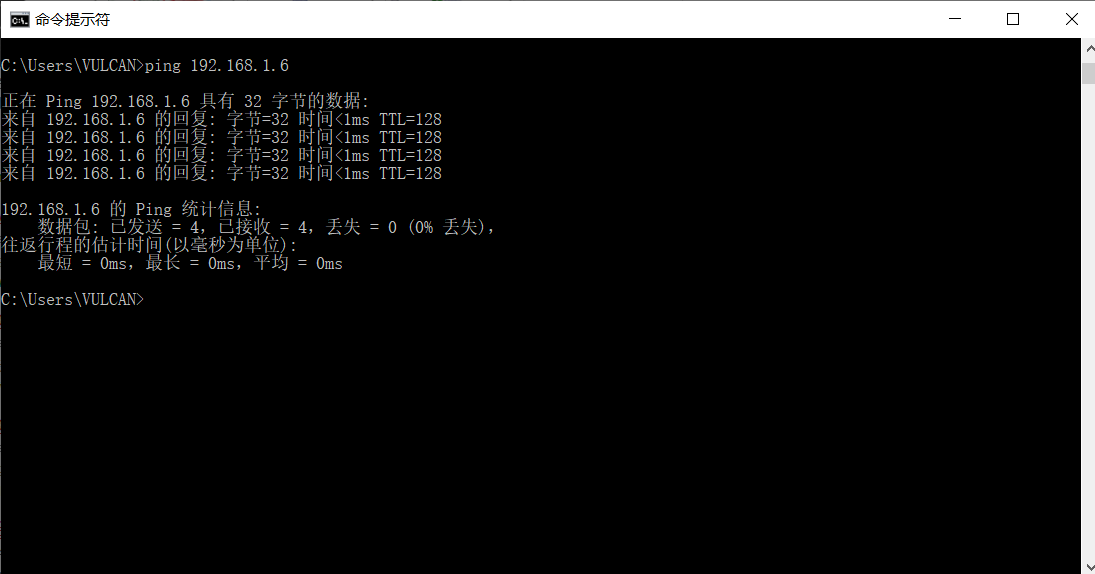 命令提示符
C:\Users\VULCAN>ping 192.168.1.6
正在 Ping 192.168.1.6 具有 32 字节的数据:
来自 192.168.1.6 的回复: 字节=32 时间<1ms TTL=128
来自 192.168.1.6 的回复: 字节=32 时间<1ms TTL=128
来自 192.168.1.6 的回复: 字节=32 时间<1ms TTL=128
来自 192.168.1.6 的回复: 字节=32 时间<1ms TTL=128
192.168.1.6 的 Ping 统计信息:
数据包: 已发送 = 4，已接收 = 4，丢失 = 0 (0% 丢失)，
往返行程的估计时间(以毫秒为单位):
最短 = 0ms，最长 = 0ms，平均 = 0ms
C:\Users\VULCAN>